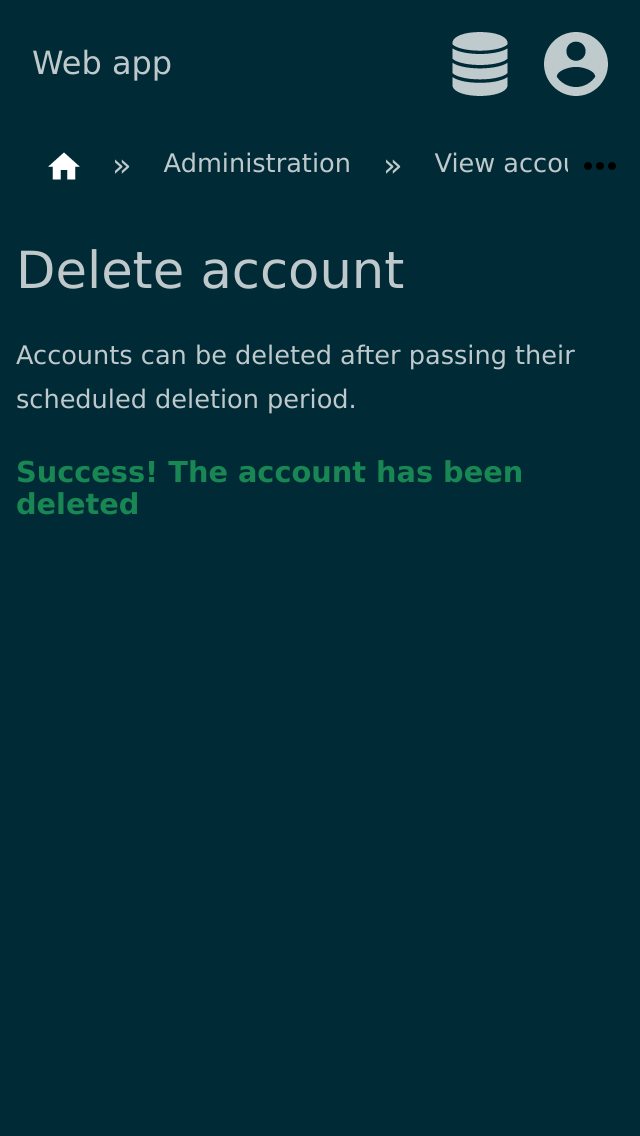 Web app
» Administration » View accou
Delete account
Accounts can be deleted after passing their
scheduled deletion period.
Success! The account has been
deleted